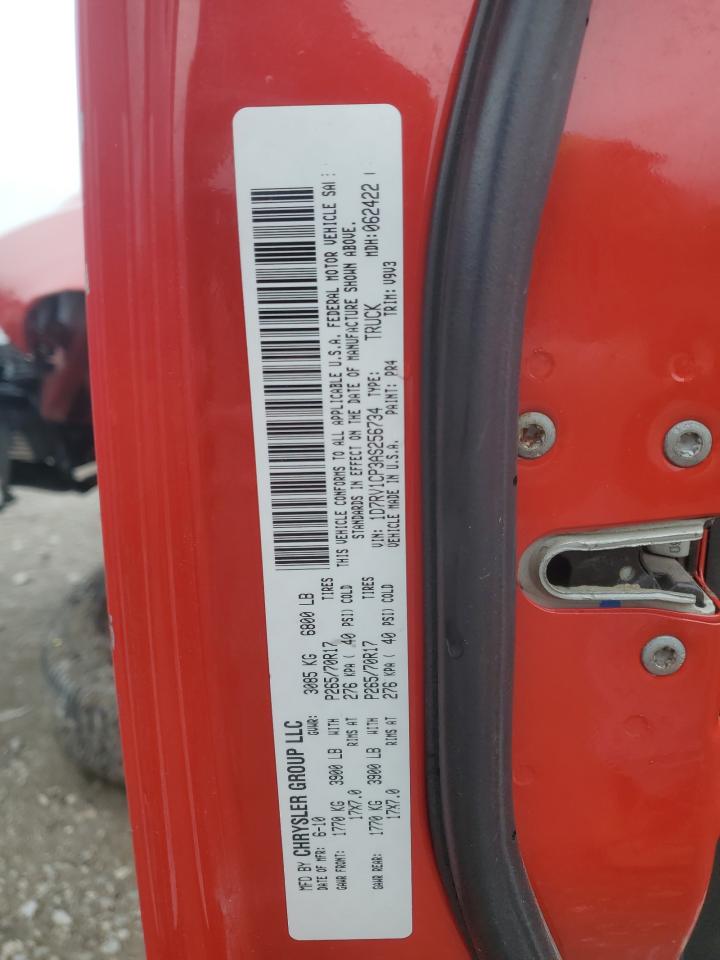 MFD BY CHRYSLER GROUP LLC
DATE OF MFR: 6-10 GVWR: 3085 KG 6800 LB
GAWR FRONT: 1770 KG 3900 LB WITH P265/70R17 TIRES
17X7.0 RIMS AT 276 KPA ( 40 PSI) COLD
GAWR REAR: 1770 KG 3900 LB WITH P265/70R17 TIRES
17X7.0 RIMS AT 276 KPA ( 40 PSI) COLD
THIS VEHICLE CONFORMS TO ALL APPLICABLE U.S.A. FEDERAL MOTOR VEHICLE
STANDARDS IN EFFECT ON THE DATE OF MANUFACTURE SHOWN ABOVE.
VIN: 1D7RV1CP3AS256734 TYPE: TRUCK MDH: 062422
VEHICLE MADE IN U.S.A. PAINT: PR4 TRIM: V9V3